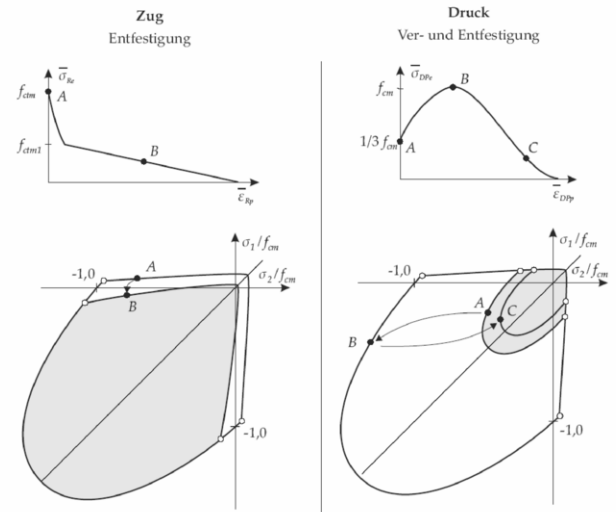 Zug
Entfestigung
σ̅Re
fctm
A
fctm1
B
ε̅Rp
σ1/fcm
-1,0
A
σ2/fcm
B
-1,0
Druck
Ver- und Entfestigung
σ̅DPe
fcm
B
1/3 fcm
A
C
ε̅DPp
σ1/fcm
-1,0
σ2/fcm
A
C
B
-1,0